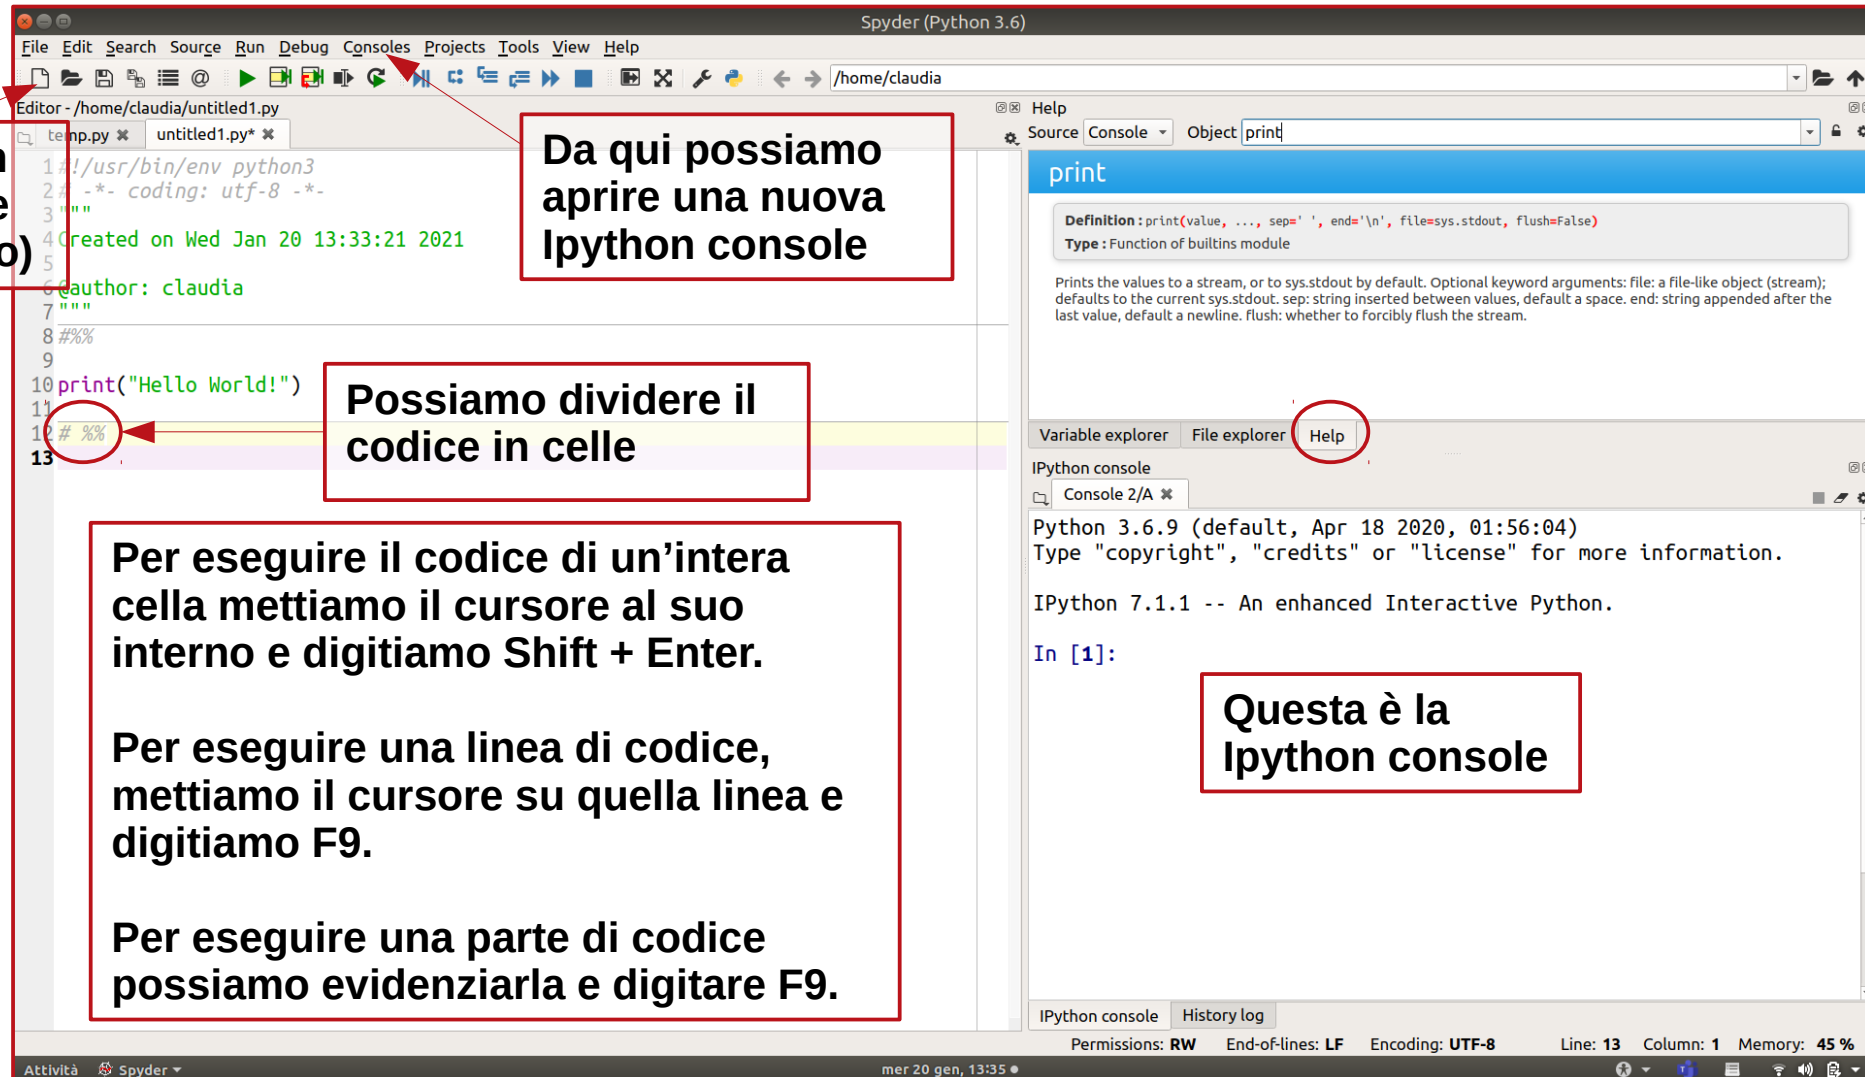 Spyder (Python 3.6)
File Edit Search Source Run Debug Consoles Projects Tools View Help
/home/claudia
Editor - /home/claudia/untitled1.py
temp.py
untitled1.py*
1 #!/usr/bin/env python3
2 # -*- coding: utf-8 -*-
3 """
4 Created on Wed Jan 20 13:33:21 2021
5
6 @author: claudia
7 """
8 #%%
9
10 print("Hello World!")
11
12 # %%
13
o)
Da qui possiamo
aprire una nuova
Ipython console
Possiamo dividere il
codice in celle
Per eseguire il codice di un’intera
cella mettiamo il cursore al suo
interno e digitiamo Shift + Enter.
Per eseguire una linea di codice,
mettiamo il cursore su quella linea e
digitiamo F9.
Per eseguire una parte di codice
possiamo evidenziarla e digitare F9.
Help
Source Console Object print
print
Definition : print(value, ..., sep=' ', end='\n', file=sys.stdout, flush=False)
Type : Function of builtins module
Prints the values to a stream, or to sys.stdout by default. Optional keyword arguments: file: a file-like object (stream);
defaults to the current sys.stdout. sep: string inserted between values, default a space. end: string appended after the
last value, default a newline. flush: whether to forcibly flush the stream.
Variable explorer File explorer Help
IPython console
Console 2/A
Python 3.6.9 (default, Apr 18 2020, 01:56:04)
Type "copyright", "credits" or "license" for more information.
IPython 7.1.1 -- An enhanced Interactive Python.
In [1]:
Questa è la
Ipython console
IPython console History log
Permissions: RW End-of-lines: LF Encoding: UTF-8 Line: 13 Column: 1 Memory: 45 %
Attività Spyder mer 20 gen, 13:35